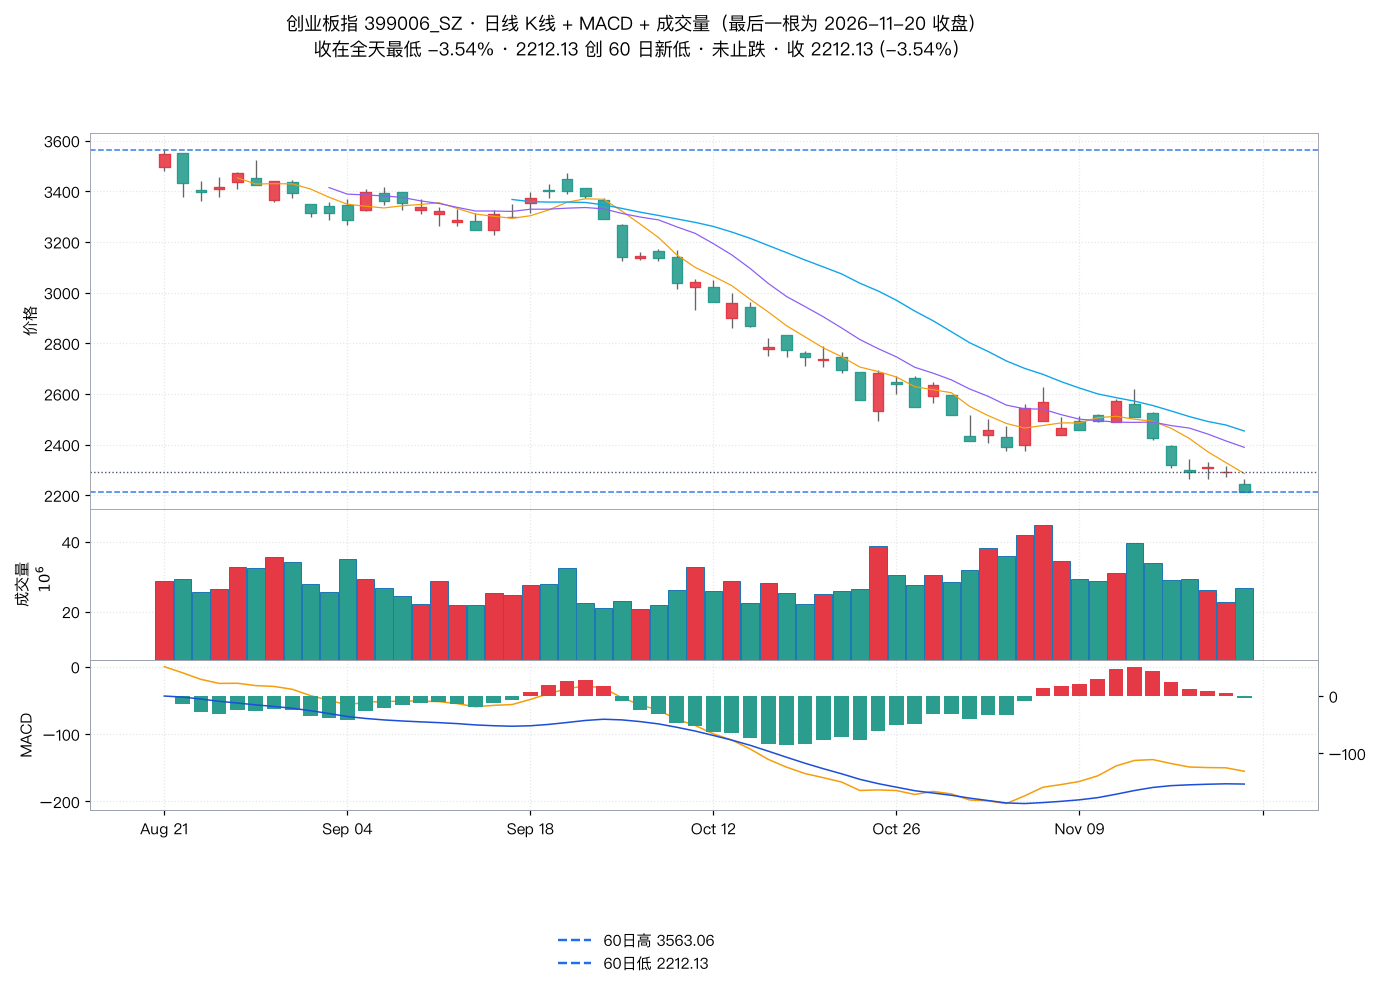 创业板指 399006_SZ · 日线 K线 + MACD + 成交量（最后一根为 2026-11-20 收盘）
收在全天最低 -3.54% · 2212.13 创 60 日新低 · 未止跌 · 收 2212.13 (-3.54%)
3600
3400
3200
3000
2800
2600
2400
2200
价格
40
20
成交量
10⁶
0
-100
-200
MACD
0
-100
Aug 21
Sep 04
Sep 18
Oct 12
Oct 26
Nov 09
60日高 3563.06
60日低 2212.13